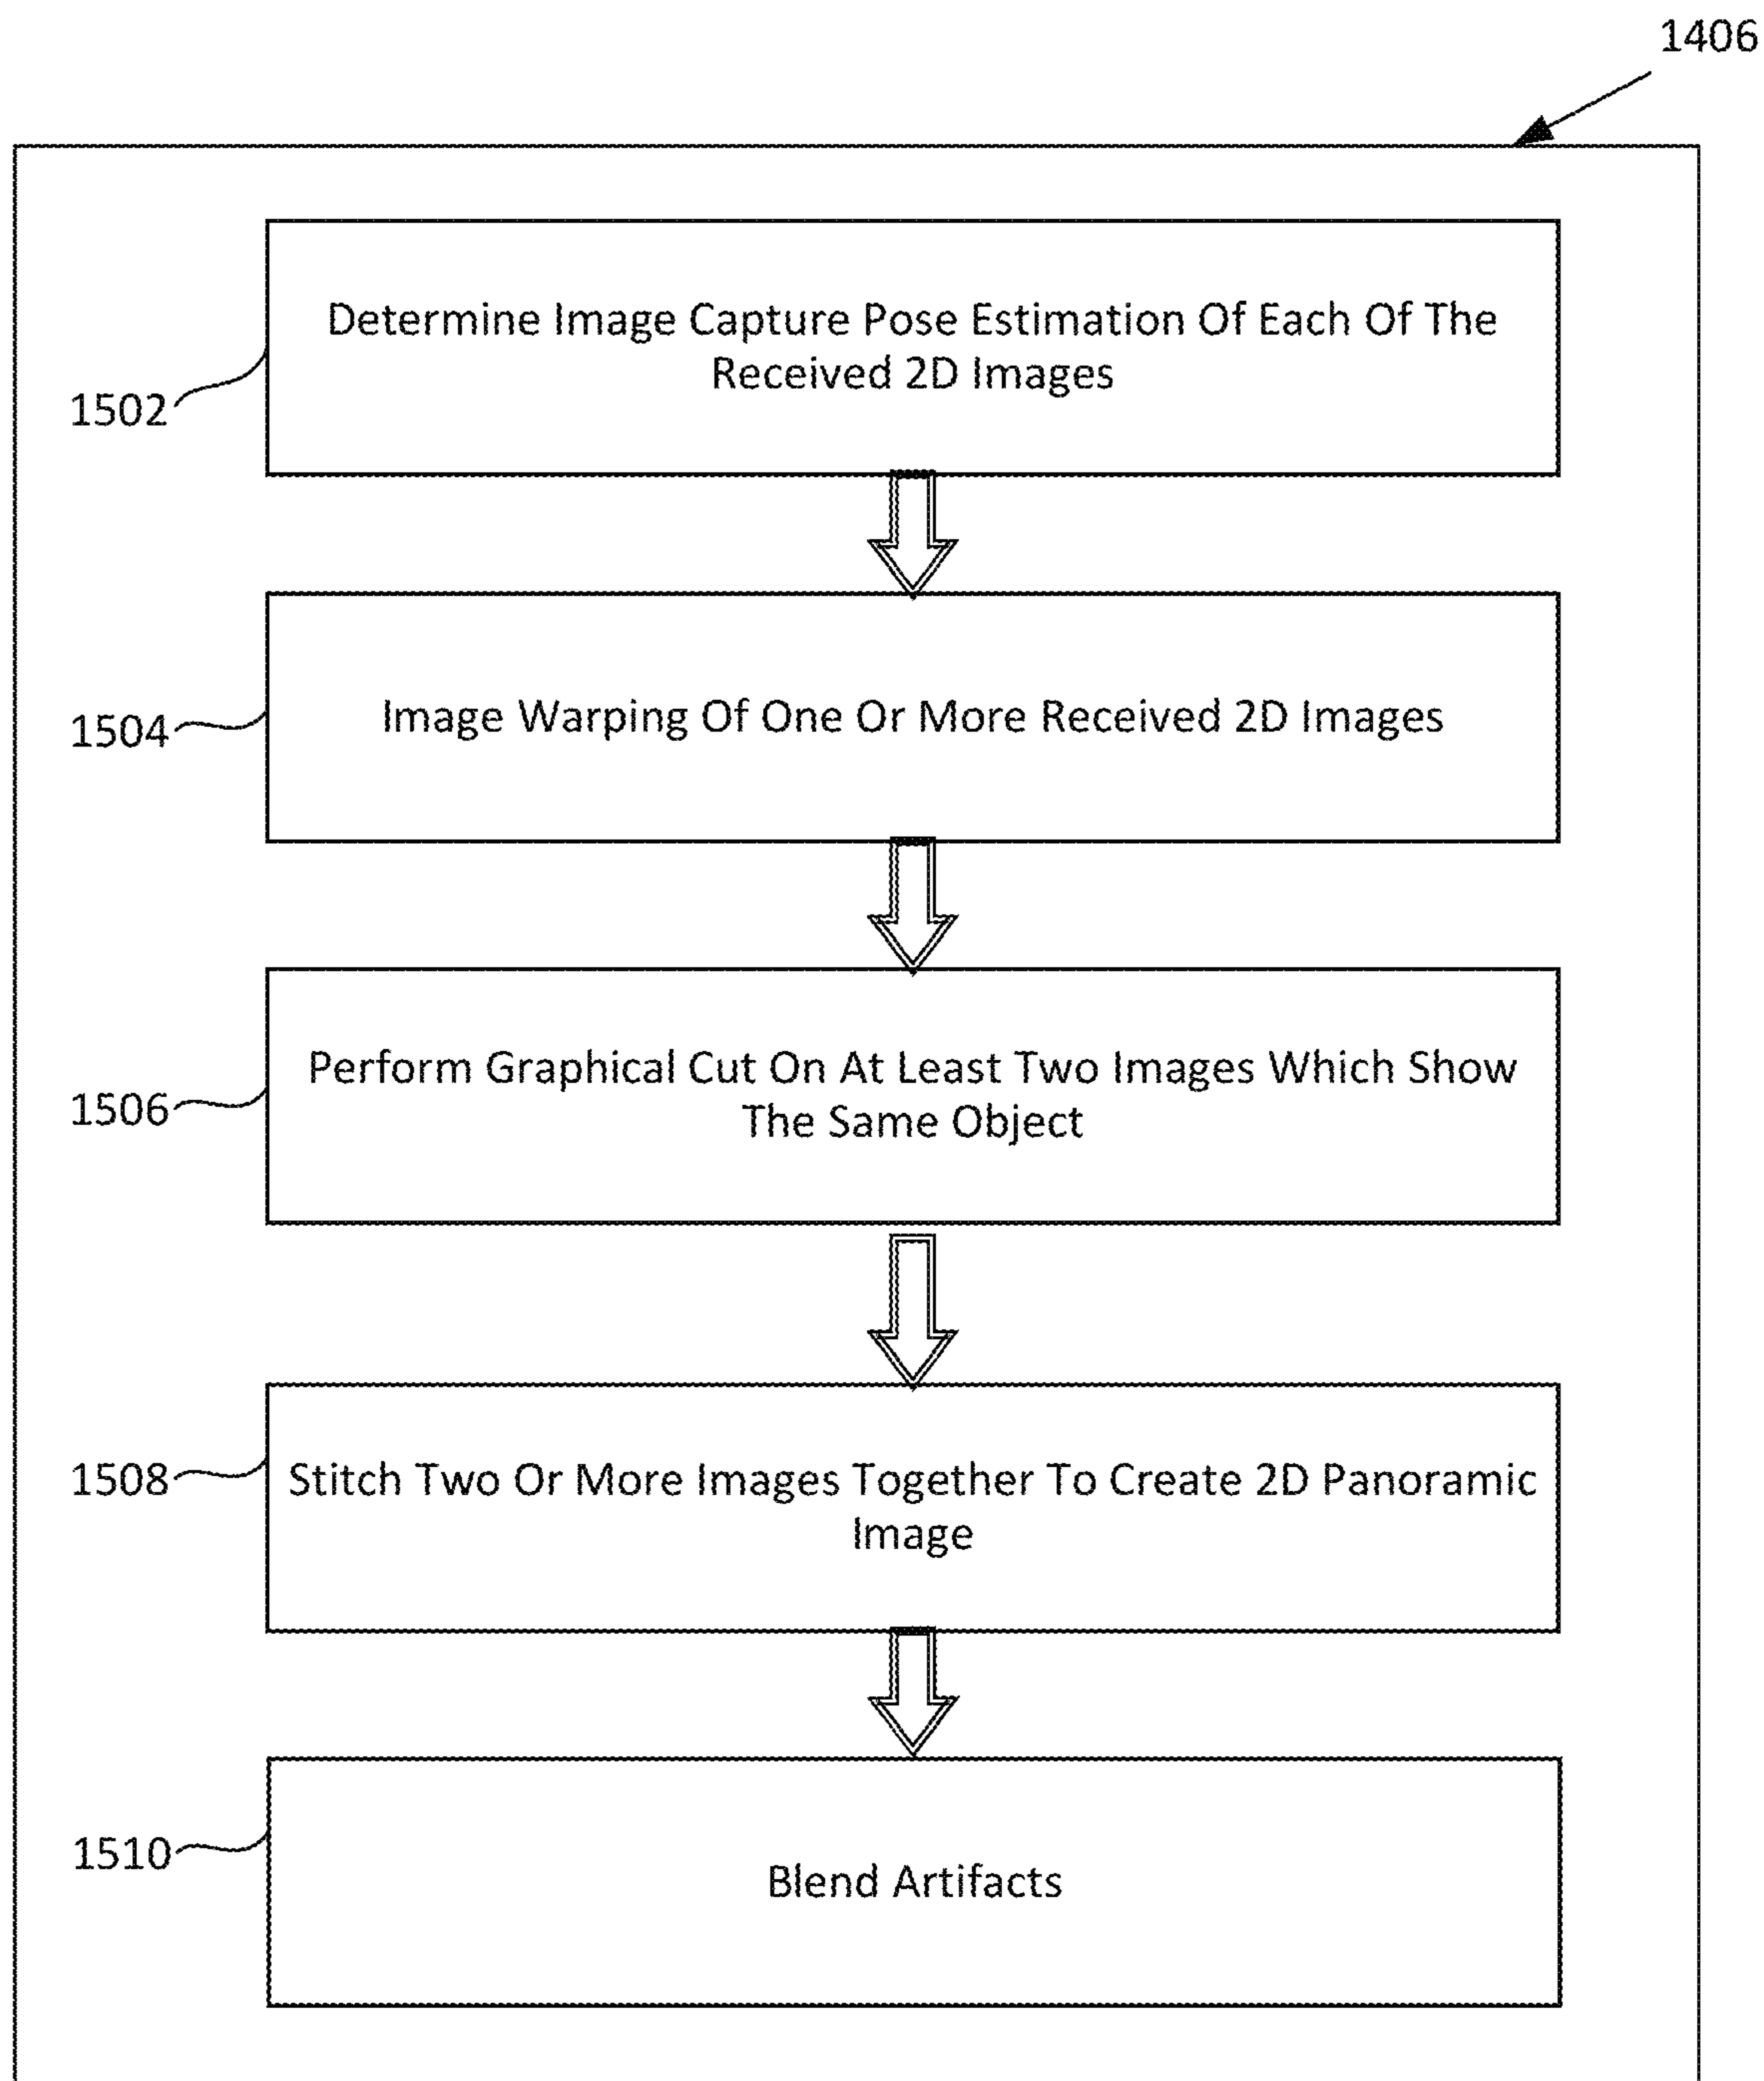 1406
Determine Image Capture Pose Estimation Of Each Of The
Received 2D Images
1502
Image Warping Of One Or More Received 2D Images
1504
Perform Graphical Cut On At Least Two Images Which Show
The Same Object
1506
Stitch Two Or More Images Together To Create 2D Panoramic
Image
1508
Blend Artifacts
1510